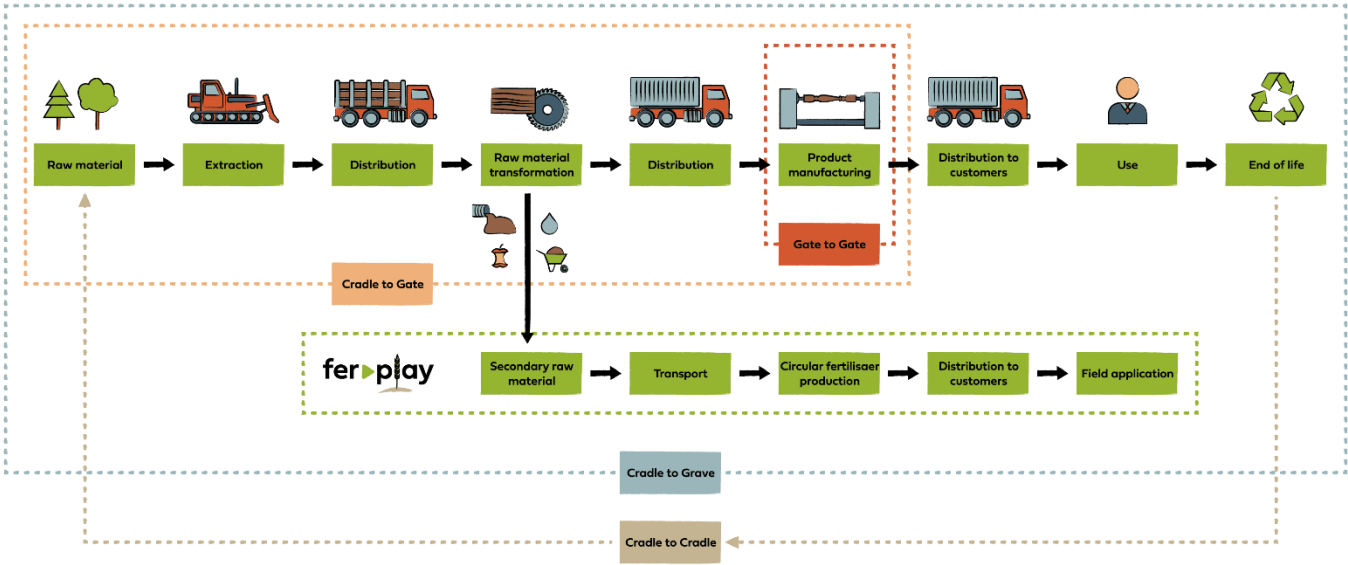 Raw material
Extraction
Distribution
Raw material
transformation
Distribution
Product
manufacturing
Distribution to
customers
Use
End of life
Gate to Gate
Cradle to Gate
fer play
Secondary raw
material
Transport
Circular fertilisaer
production
Distribution to
customers
Field application
Cradle to Grave
Cradle to Cradle